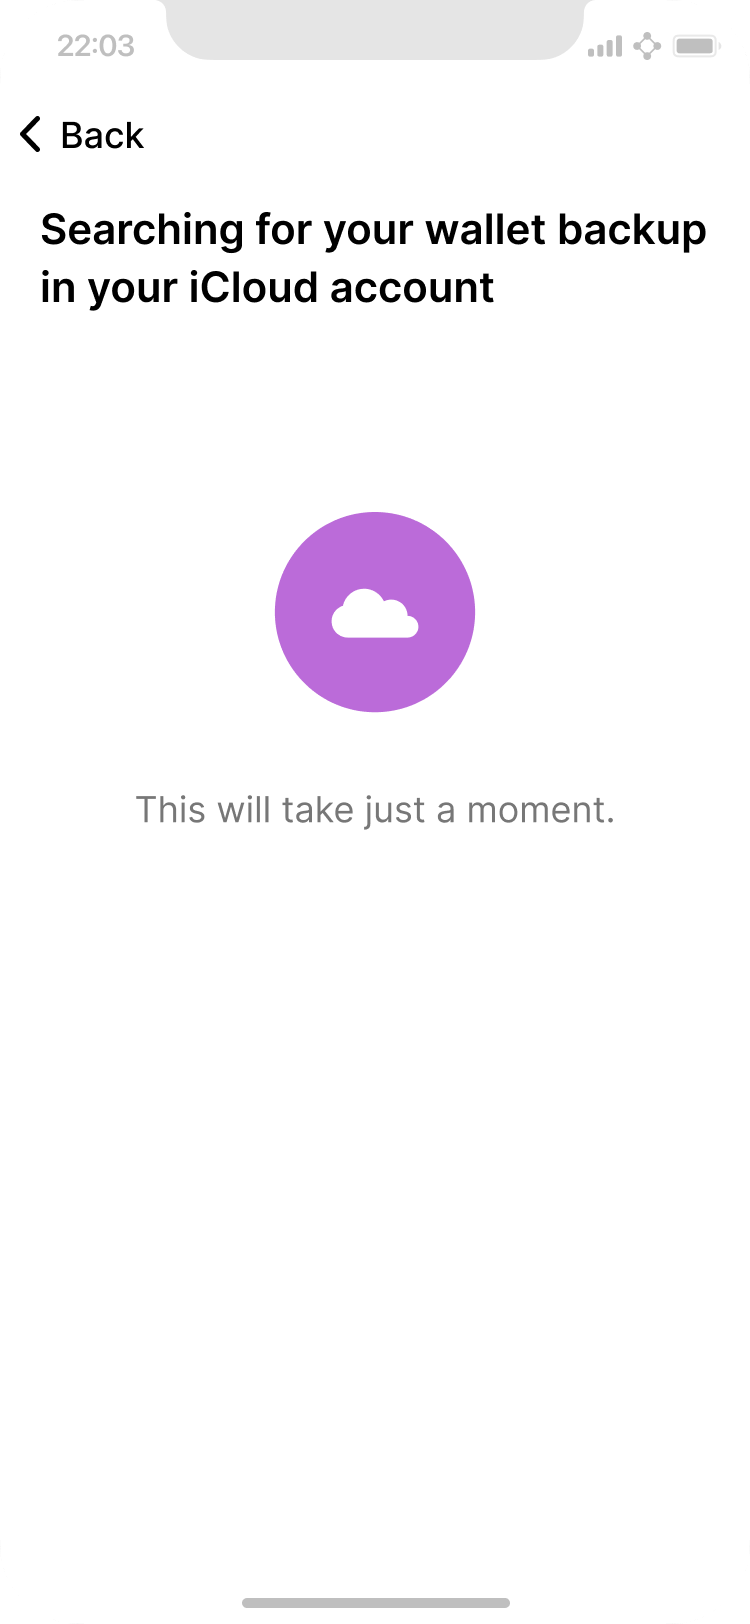 22:03
Back
Searching for your wallet backup
in your iCloud account
This will take just a moment.